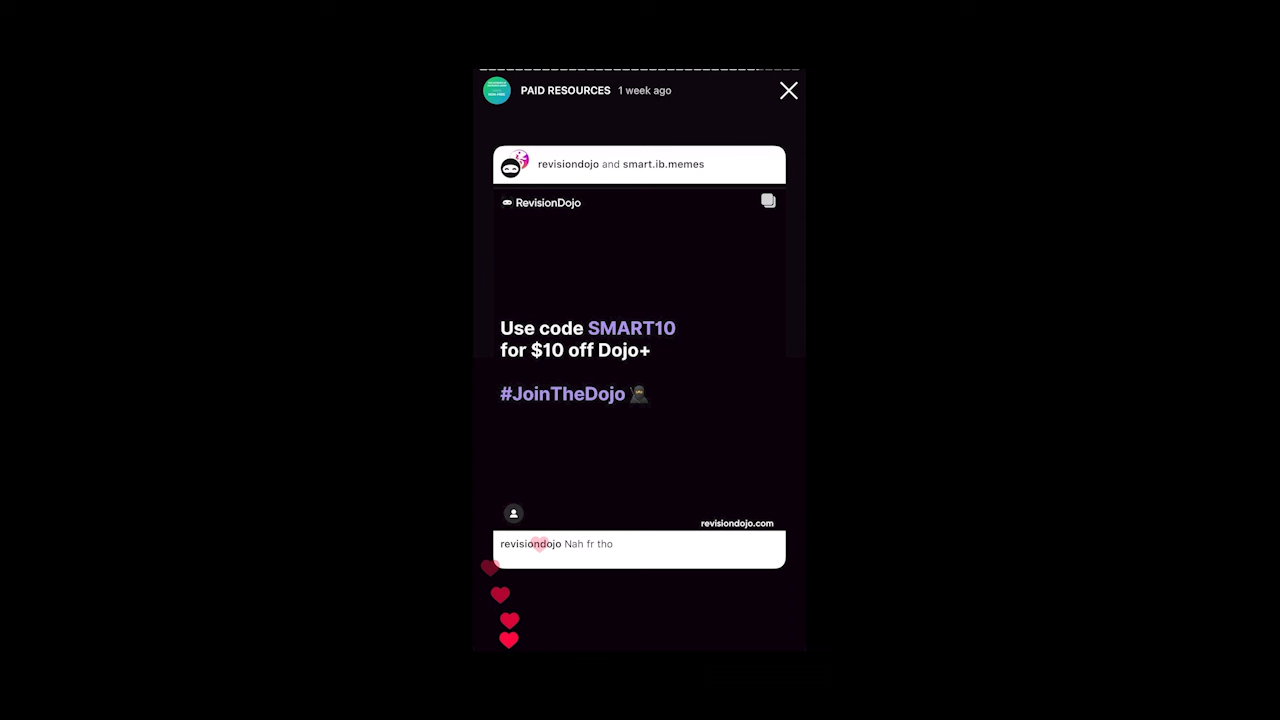 PAID RESOURCES 1 week ago
revisiondojo and smart.ib.memes
RevisionDojo
Use code SMART10
for $10 off Dojo+
#JoinTheDojo
revisiondojo.com
revisiondojo Nah fr tho